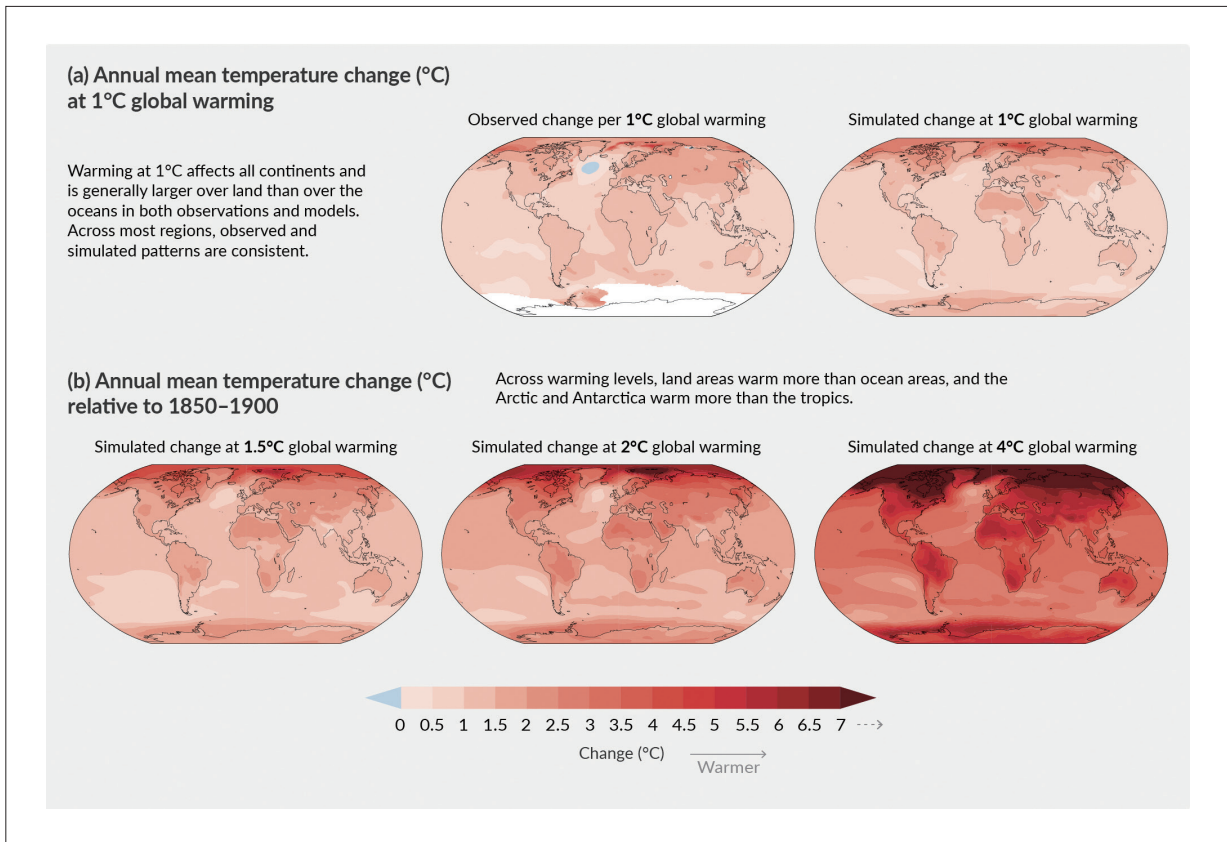 (a) Annual mean temperature change (°C)
at 1°C global warming
Warming at 1°C affects all continents and
is generally larger over land than over the
oceans in both observations and models.
Across most regions, observed and
simulated patterns are consistent.
Observed change per 1°C global warming
Simulated change at 1°C global warming
(b) Annual mean temperature change (°C)
relative to 1850–1900
Across warming levels, land areas warm more than ocean areas, and the
Arctic and Antarctica warm more than the tropics.
Simulated change at 1.5°C global warming
Simulated change at 2°C global warming
Simulated change at 4°C global warming
0 0.5 1 1.5 2 2.5 3 3.5 4 4.5 5 5.5 6 6.5 7
Change (°C)
Warmer